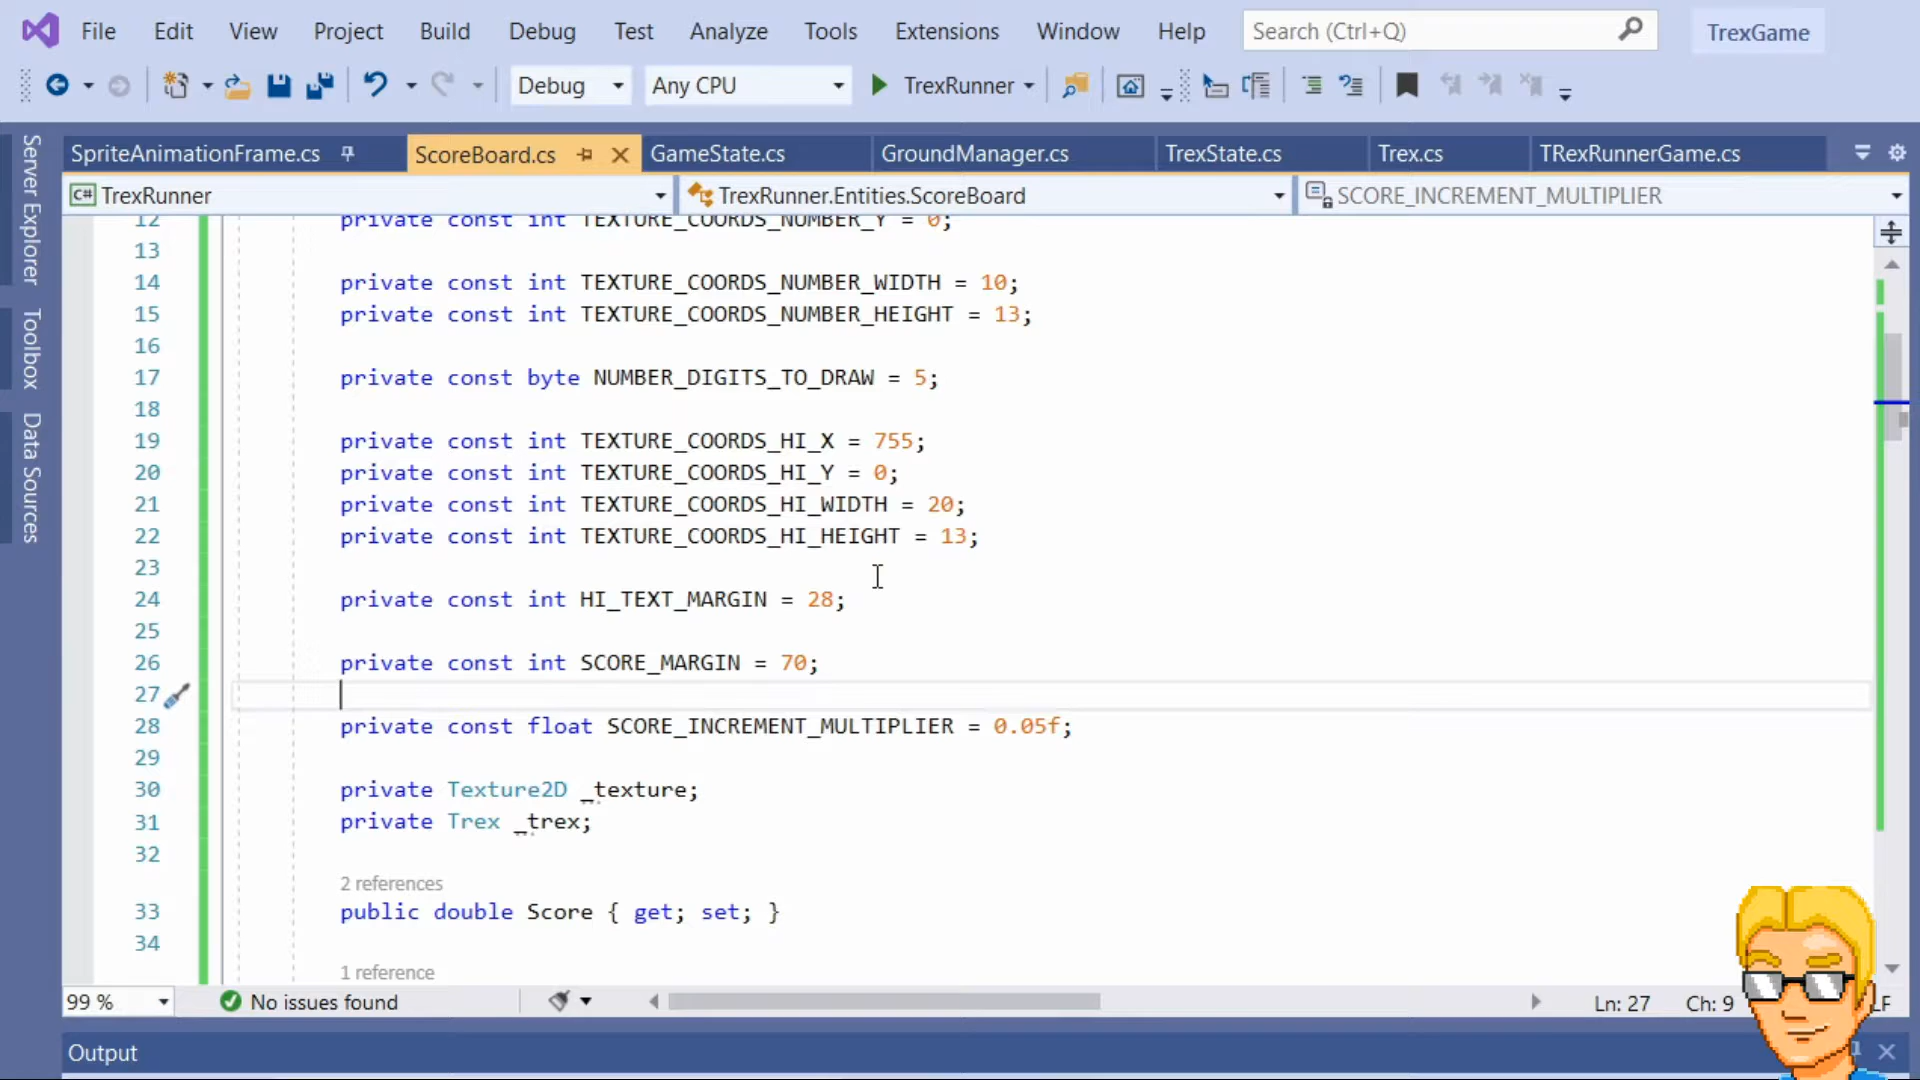 File Edit View Project Build Debug Test Analyze Tools Extensions Window Help Search (Ctrl+Q) TrexGame
Debug Any CPU TrexRunner
SpriteAnimationFrame.cs ScoreBoard.cs GameState.cs GroundManager.cs TrexState.cs Trex.cs TRexRunnerGame.cs
C# TrexRunner TrexRunner.Entities.ScoreBoard SCORE_INCREMENT_MULTIPLIER
Server Explorer
Toolbox
Data Sources
12 private const int TEXTURE_COORDS_NUMBER_Y = 0;
13
14 private const int TEXTURE_COORDS_NUMBER_WIDTH = 10;
15 private const int TEXTURE_COORDS_NUMBER_HEIGHT = 13;
16
17 private const byte NUMBER_DIGITS_TO_DRAW = 5;
18
19 private const int TEXTURE_COORDS_HI_X = 755;
20 private const int TEXTURE_COORDS_HI_Y = 0;
21 private const int TEXTURE_COORDS_HI_WIDTH = 20;
22 private const int TEXTURE_COORDS_HI_HEIGHT = 13;
23
24 private const int HI_TEXT_MARGIN = 28;
25
26 private const int SCORE_MARGIN = 70;
27
28 private const float SCORE_INCREMENT_MULTIPLIER = 0.05f;
29
30 private Texture2D _texture;
31 private Trex _trex;
32
2 references
33 public double Score { get; set; }
34
1 reference
99 % No issues found Ln: 27 Ch: 9
Output